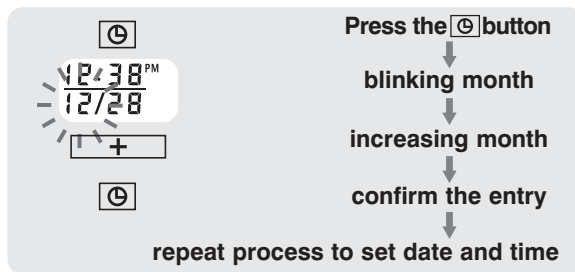 Press the button
12:38 PM
12/28
blinking month
increasing month
+
confirm the entry
repeat process to set date and time